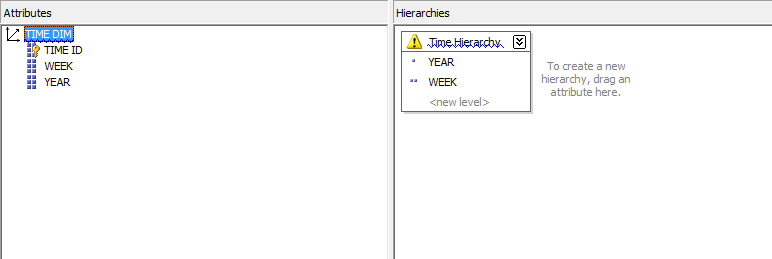 Attributes
TIME DIM
TIME ID
WEEK
YEAR
Hierarchies
Time Hierarchy
YEAR
WEEK
<new level>
To create a new
hierarchy, drag an
attribute here.